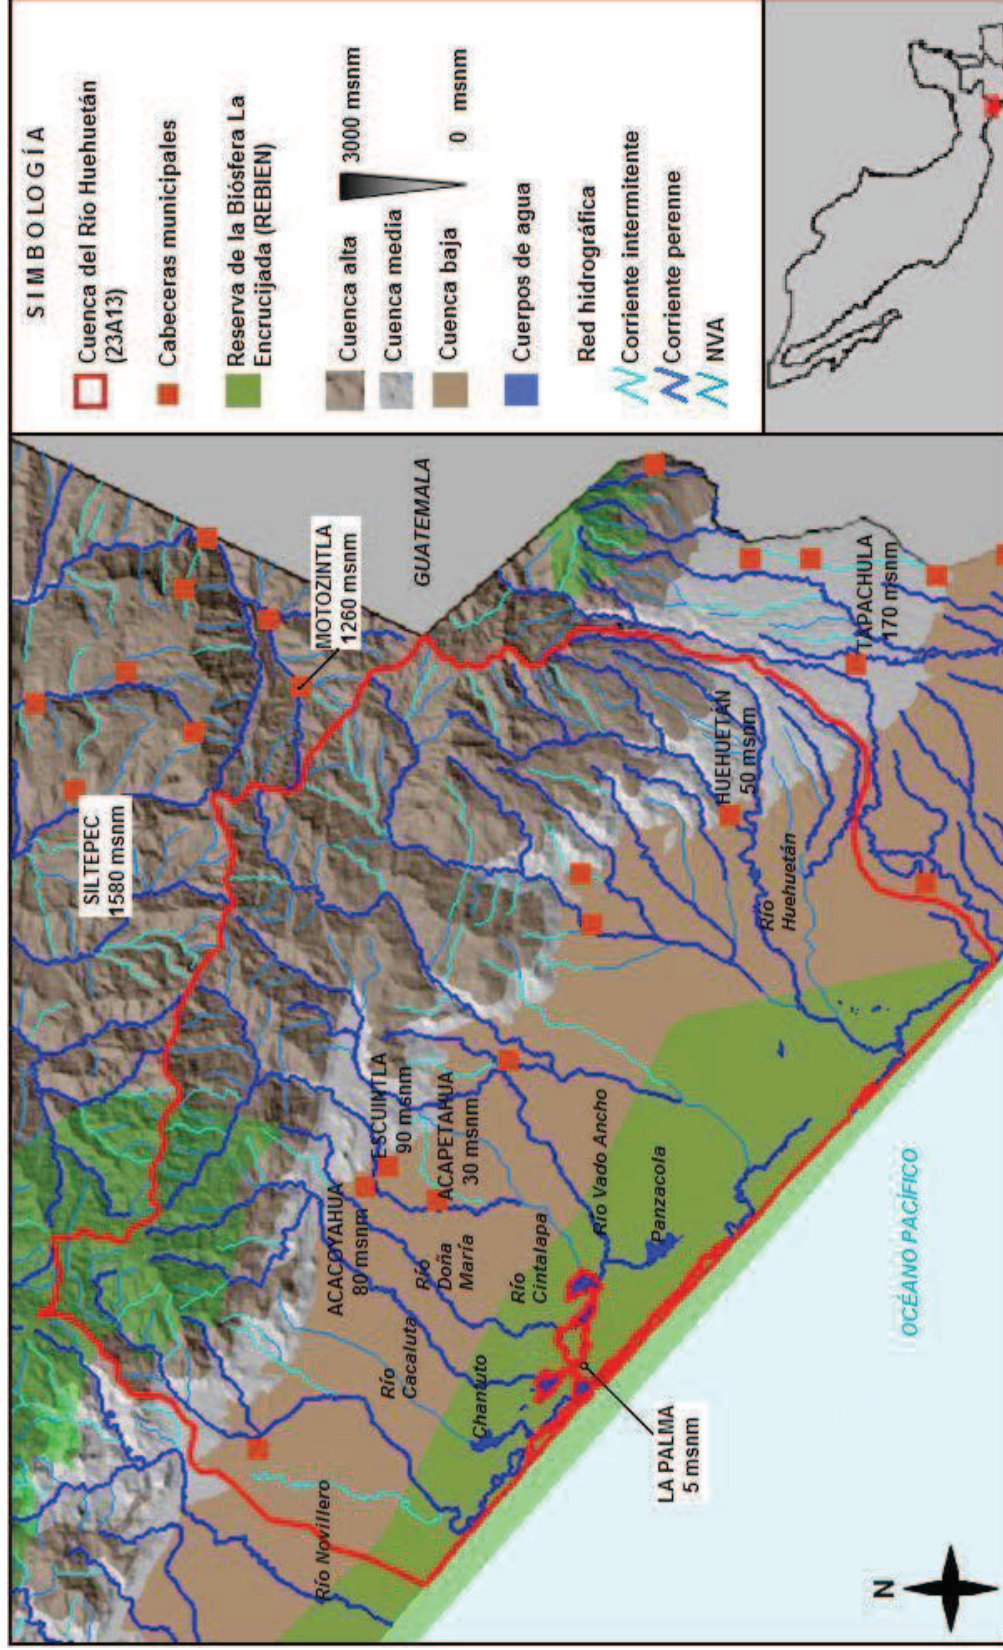 SIMBOLOGÍA
Cuenca del Río Huehuetán
(23A13)
Cabeceras municipales
Reserva de la Biósfera La
Encrucijada (REBIEN)
Cuenca alta
Cuenca media
Cuenca baja
3000 msnm
0 msnm
Cuerpos de agua
Red hidrográfica
Corriente intermitente
Corriente perenne
NVA
SILTEPEC
1580 msnm
MOTOZINTLA
1260 msnm
GUATEMALA
ESCUINTLA
90 msnm
ACACOYAHUA
80 msnm
ACAPETAHUA
30 msnm
HUEHUETÁN
50 msnm
TAPACHULA
170 msnm
Río
Huehuetán
Río
Doña
María
Río
Cintalapa
Río Vado Ancho
Panzacola
Río
Cacaluta
Chantuto
Río Novillero
LA PALMA
5 msnm
OCÉANO PACÍFICO
N